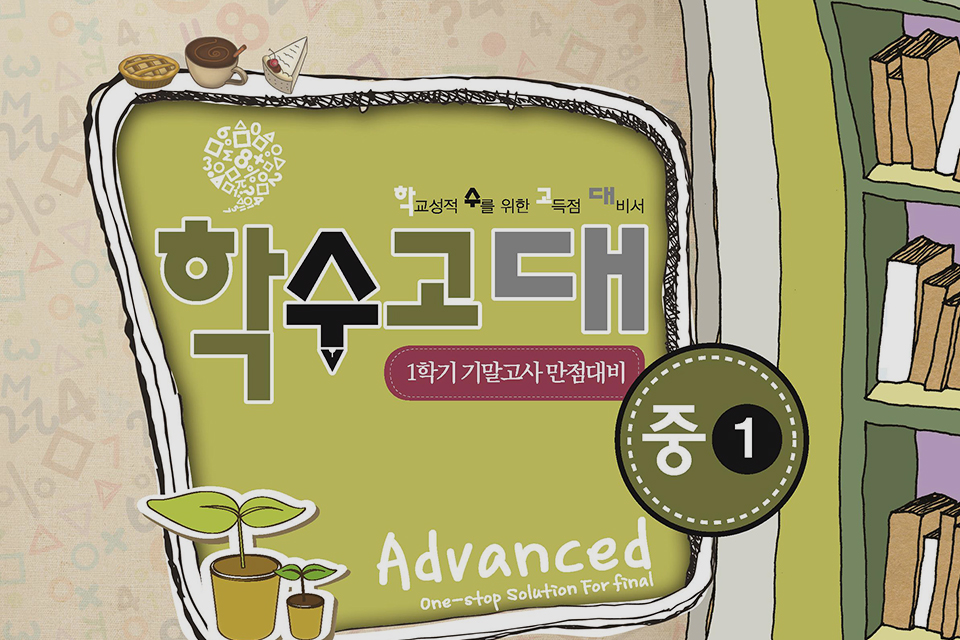 학교성적 수를 위한 고득점 대비서
학수고대
1학기 기말고사 만점대비
중 1
Advanced
One-stop Solution For final